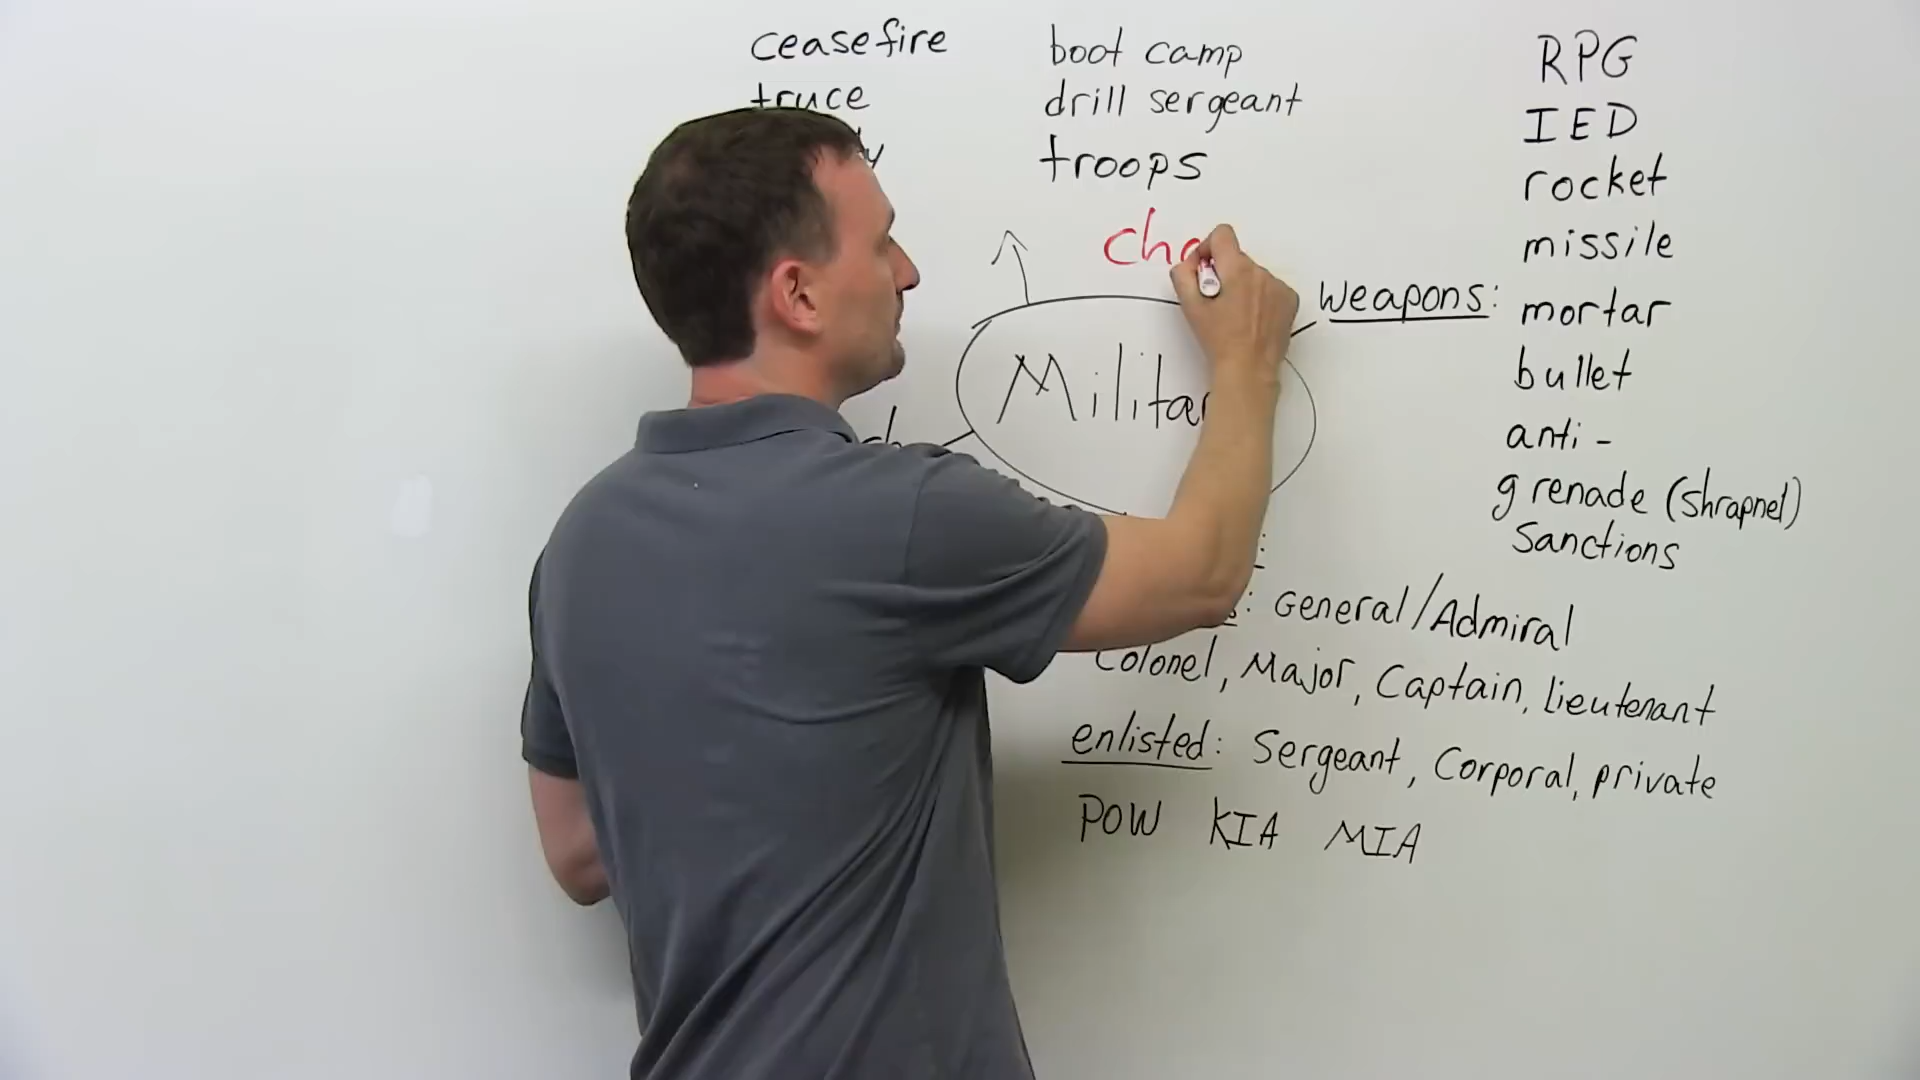 ceasefire
truce
boot camp
drill sergeant
troops
weapons:
RPG
IED
rocket
missile
mortar
bullet
anti-
grenade (shrapnel)
Sanctions
General/Admiral
Colonel, Major, Captain, Lieutenant
enlisted: Sergeant, Corporal, private
POW KIA MIA